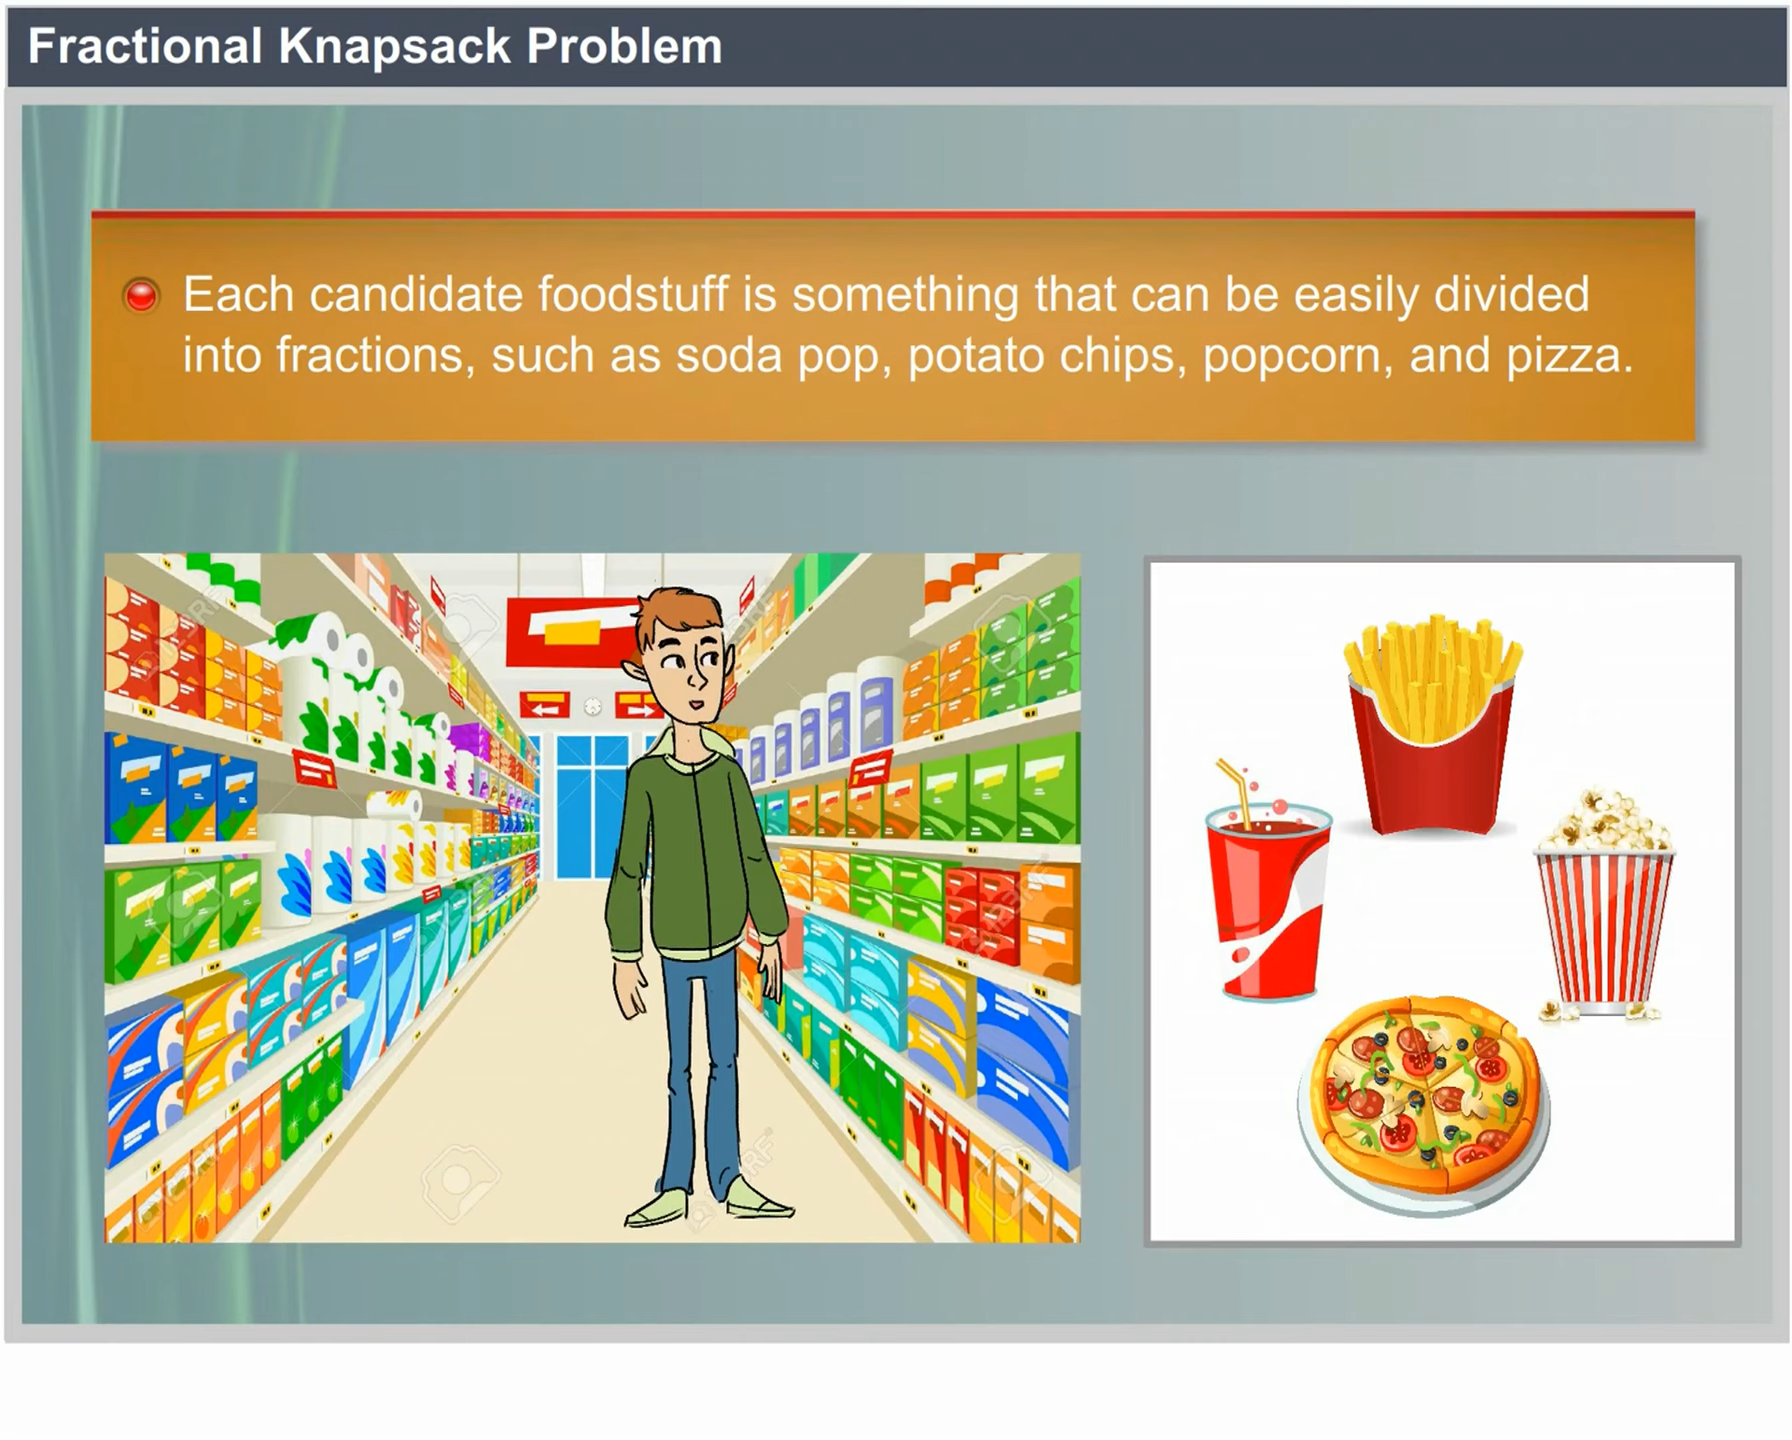 Fractional Knapsack Problem
Each candidate foodstuff is something that can be easily divided
into fractions, such as soda pop, potato chips, popcorn, and pizza.